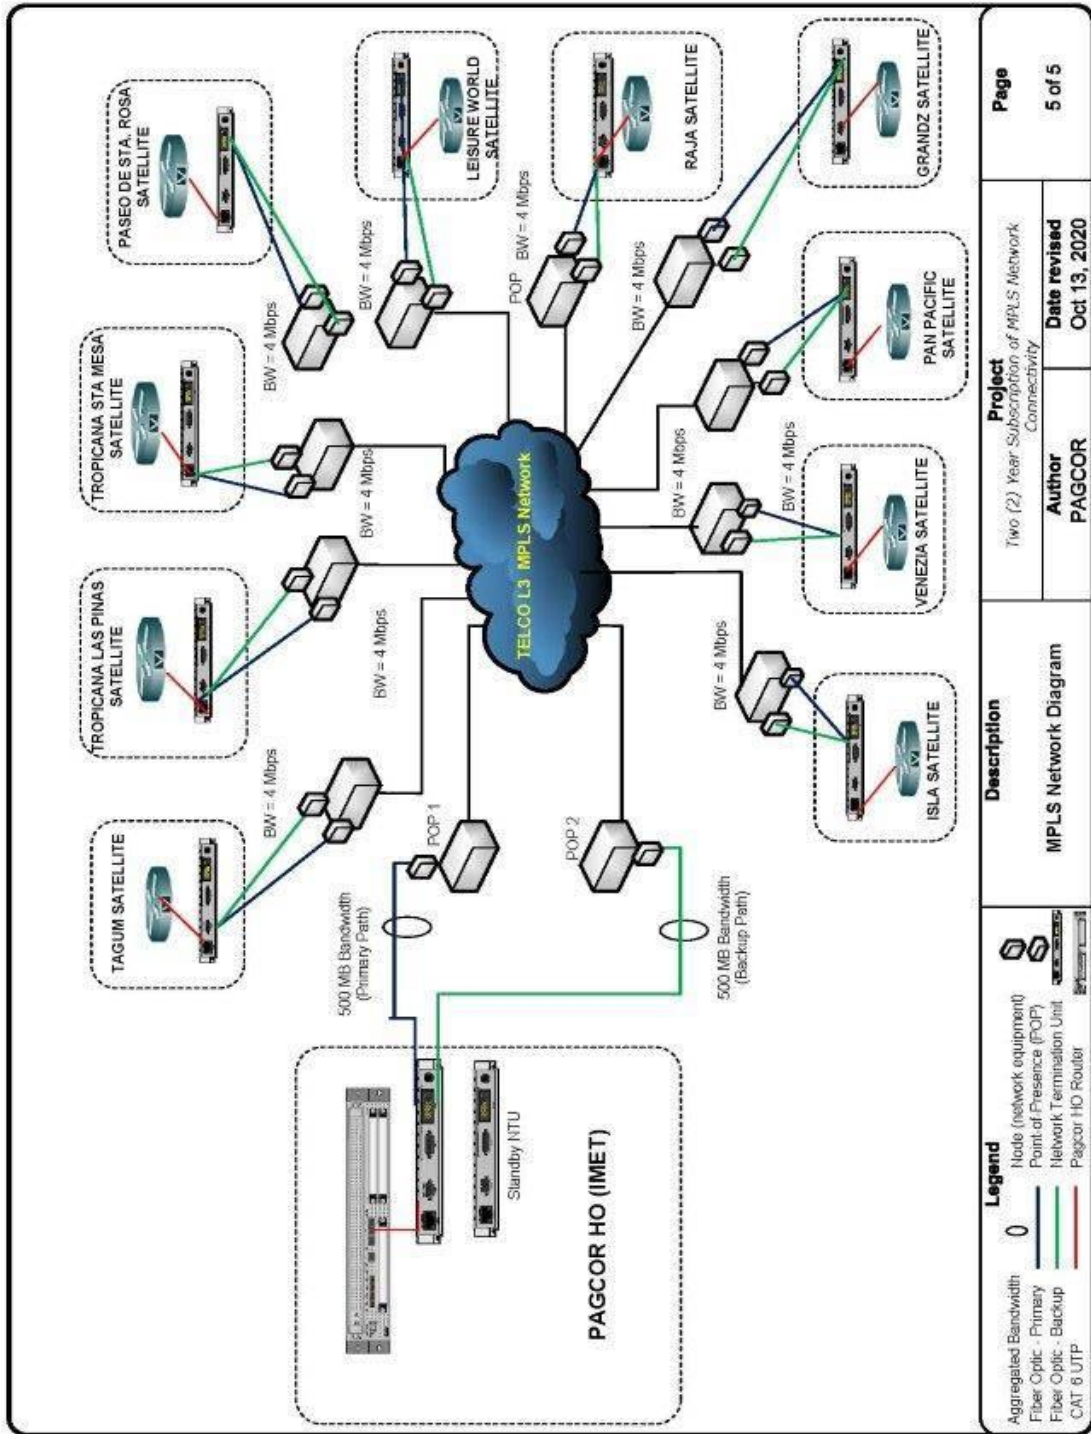 TAGUM SATELLITE
TROPICANA LAS PINAS
SATELLITE
TROPICANA STA MESA
SATELLITE
PASEO DE STA. ROSA
SATELLITE
BW = 4 Mbps
BW = 4 Mbps
BW = 4 Mbps
BW = 4 Mbps
BW = 4 Mbps
LEISURE WORLD
SATELLITE
500 MB Bandwidth
(Primary Path)
POP 1
TELCO L3 MPLS Network
POP
BW = 4 Mbps
RAJA SATELLITE
PAGCOR HO (IMET)
Standby NTU
POP 2
500 MB Bandwidth
(Backup Path)
BW = 4 Mbps
BW = 4 Mbps
BW = 4 Mbps
BW = 4 Mbps
GRANDZ SATELLITE
ISLA SATELLITE
BW = 4 Mbps
VENEZIA SATELLITE
PAN PACIFIC
SATELLITE
Legend
Aggregated Bandwidth
Fiber Optic - Primary
Fiber Optic - Backup
CAT 6 UTP
Node (network equipment)
Point-of-Presence (POP)
Network Termination Unit
Pagcor HO Router
Description
MPLS Network Diagram
Project
Two (2) Year Subscription of MPLS Network
Connectivity
Author
PAGCOR
Date revised
Oct 13, 2020
Page
5 of 5